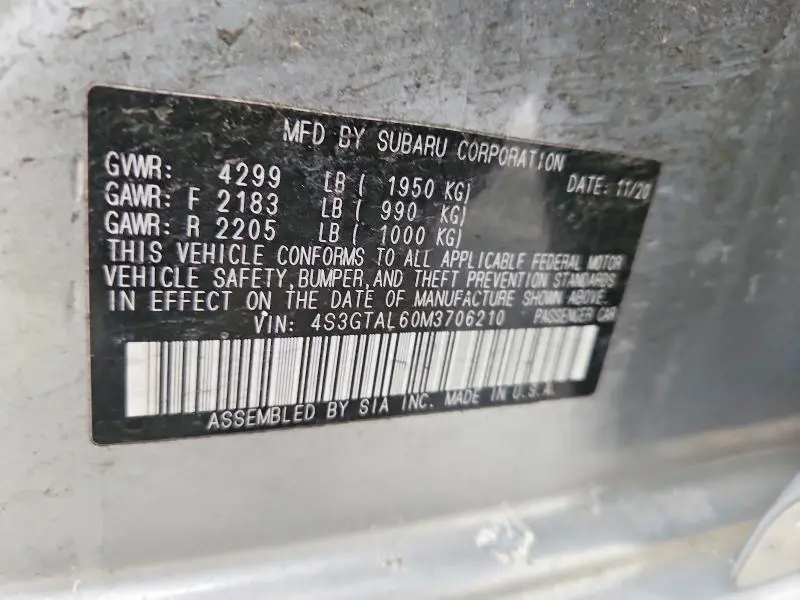 MFD BY SUBARU CORPORATION
GVWR: 4299 LB ( 1950 KG) DATE: 11/20
GAWR: F 2183 LB ( 990 KG)
GAWR: R 2205 LB ( 1000 KG)
THIS VEHICLE CONFORMS TO ALL APPLICABLE FEDERAL MOTOR
VEHICLE SAFETY, BUMPER, AND THEFT PREVENTION STANDARDS
IN EFFECT ON THE DATE OF MANUFACTURE SHOWN ABOVE.
VIN: 4S3GTAL60M3706210 PASSENGER CAR
ASSEMBLED BY SIA INC. MADE IN U.S.A.